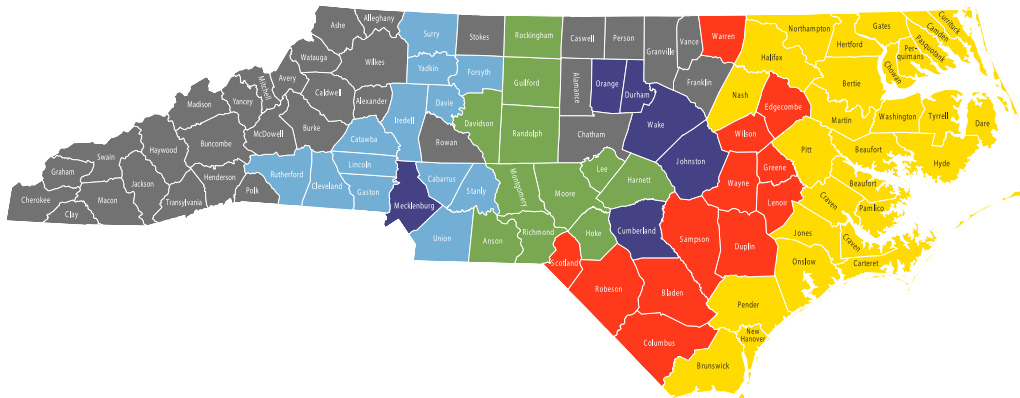 Ashe
Alleghany
Surry
Stokes
Rockingham
Caswell
Person
Granville
Vance
Warren
Northampton
Gates
Currituck
Camden
Pasquotank
Per-
quimans
Chowan
Hertford
Halifax
Watauga
Wilkes
Yadkin
Forsyth
Guilford
Alamance
Orange
Durham
Franklin
Nash
Edgecombe
Bertie
Martin
Washington
Tyrrell
Dare
Mitchell
Avery
Caldwell
Alexander
Iredell
Davie
Davidson
Randolph
Chatham
Wake
Wilson
Pitt
Beaufort
Hyde
Madison
Yancey
McDowell
Burke
Catawba
Rowan
Johnston
Greene
Wayne
Lenoir
Beaufort
Craven
Pamlico
Swain
Haywood
Buncombe
Rutherford
Cleveland
Lincoln
Gaston
Cabarrus
Stanly
Montgomery
Moore
Lee
Harnett
Graham
Jackson
Henderson
Polk
Mecklenburg
Cherokee
Clay
Macon
Transylvania
Union
Anson
Richmond
Hoke
Cumberland
Sampson
Duplin
Jones
Craven
Carteret
Onslow
Scotland
Robeson
Bladen
Pender
Columbus
New
Hanover
Brunswick